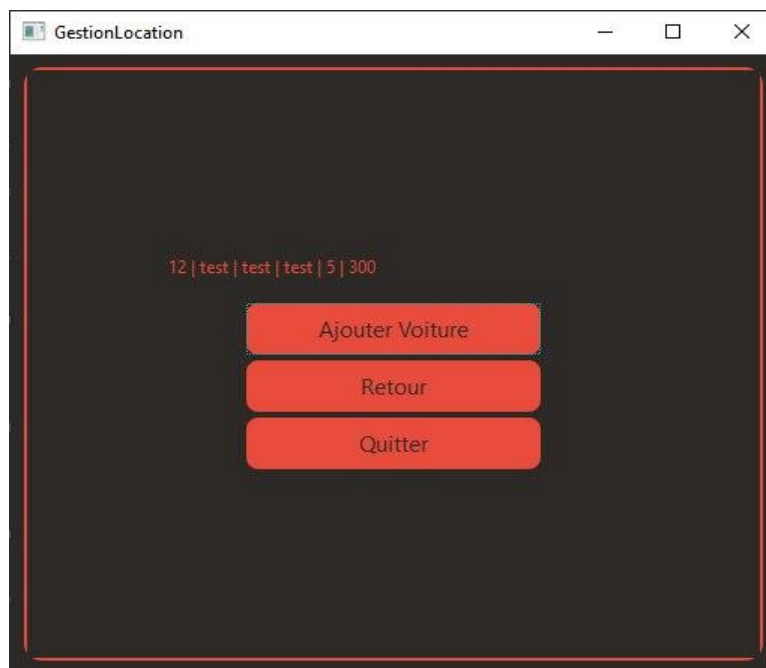 GestionLocation
12 | test | test | test | 5 | 300
Ajouter Voiture
Retour
Quitter